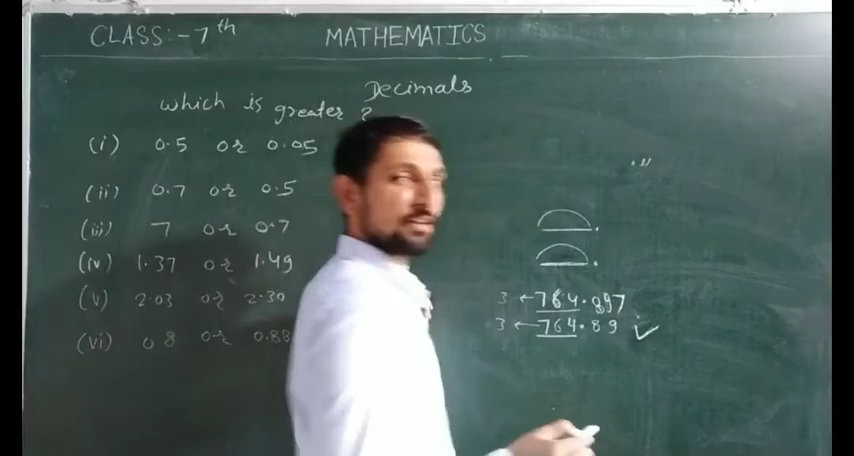 CLASS:- 7th MATHEMATICS
Decimals
which is greater ?
(i) 0.5 or 0.05
(ii) 0.7 or 0.5
(iii) 7 or 0.7
(iv) 1.37 or 1.49
(v) 2.03 or 2.30
(vi) 0.8 or 0.88
3 ← 764.897
3 ← 764.89 ✓